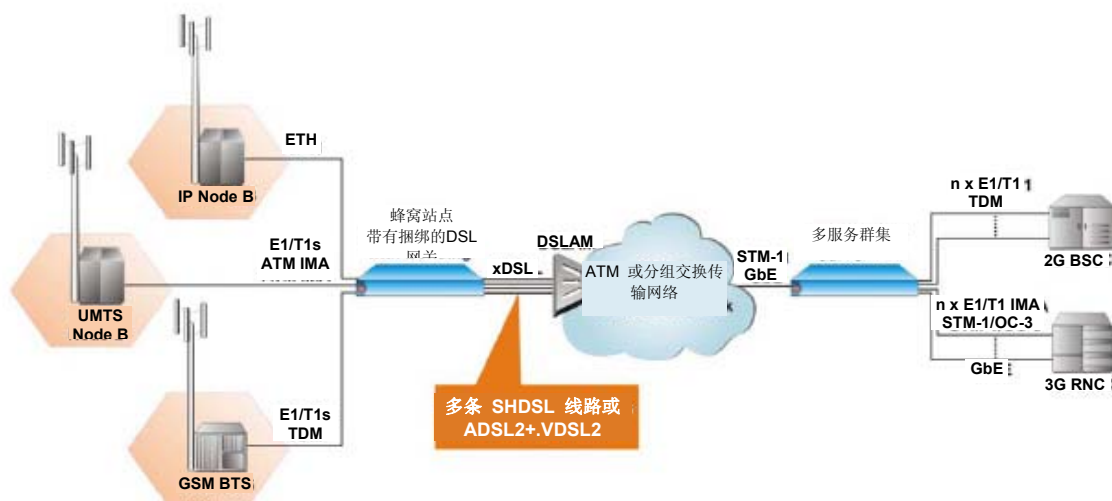 ETH
IP Node B
E1/T1s
ATM IMA
UMTS
Node B
E1/T1s
TDM
GSM BTS
蜂窝站点
带有捆绑的DSL
网关
xDSL
DSLAM
ATM 或分组交换传
输网络
k
多条 SHDSL 线路或
ADSL2+.VDSL2
STM-1
GbE
多服务群集
n x E1/T1
TDM
2G BSC
n x E1/T1 IMA
STM-1/OC-3
GbE
3G RNC